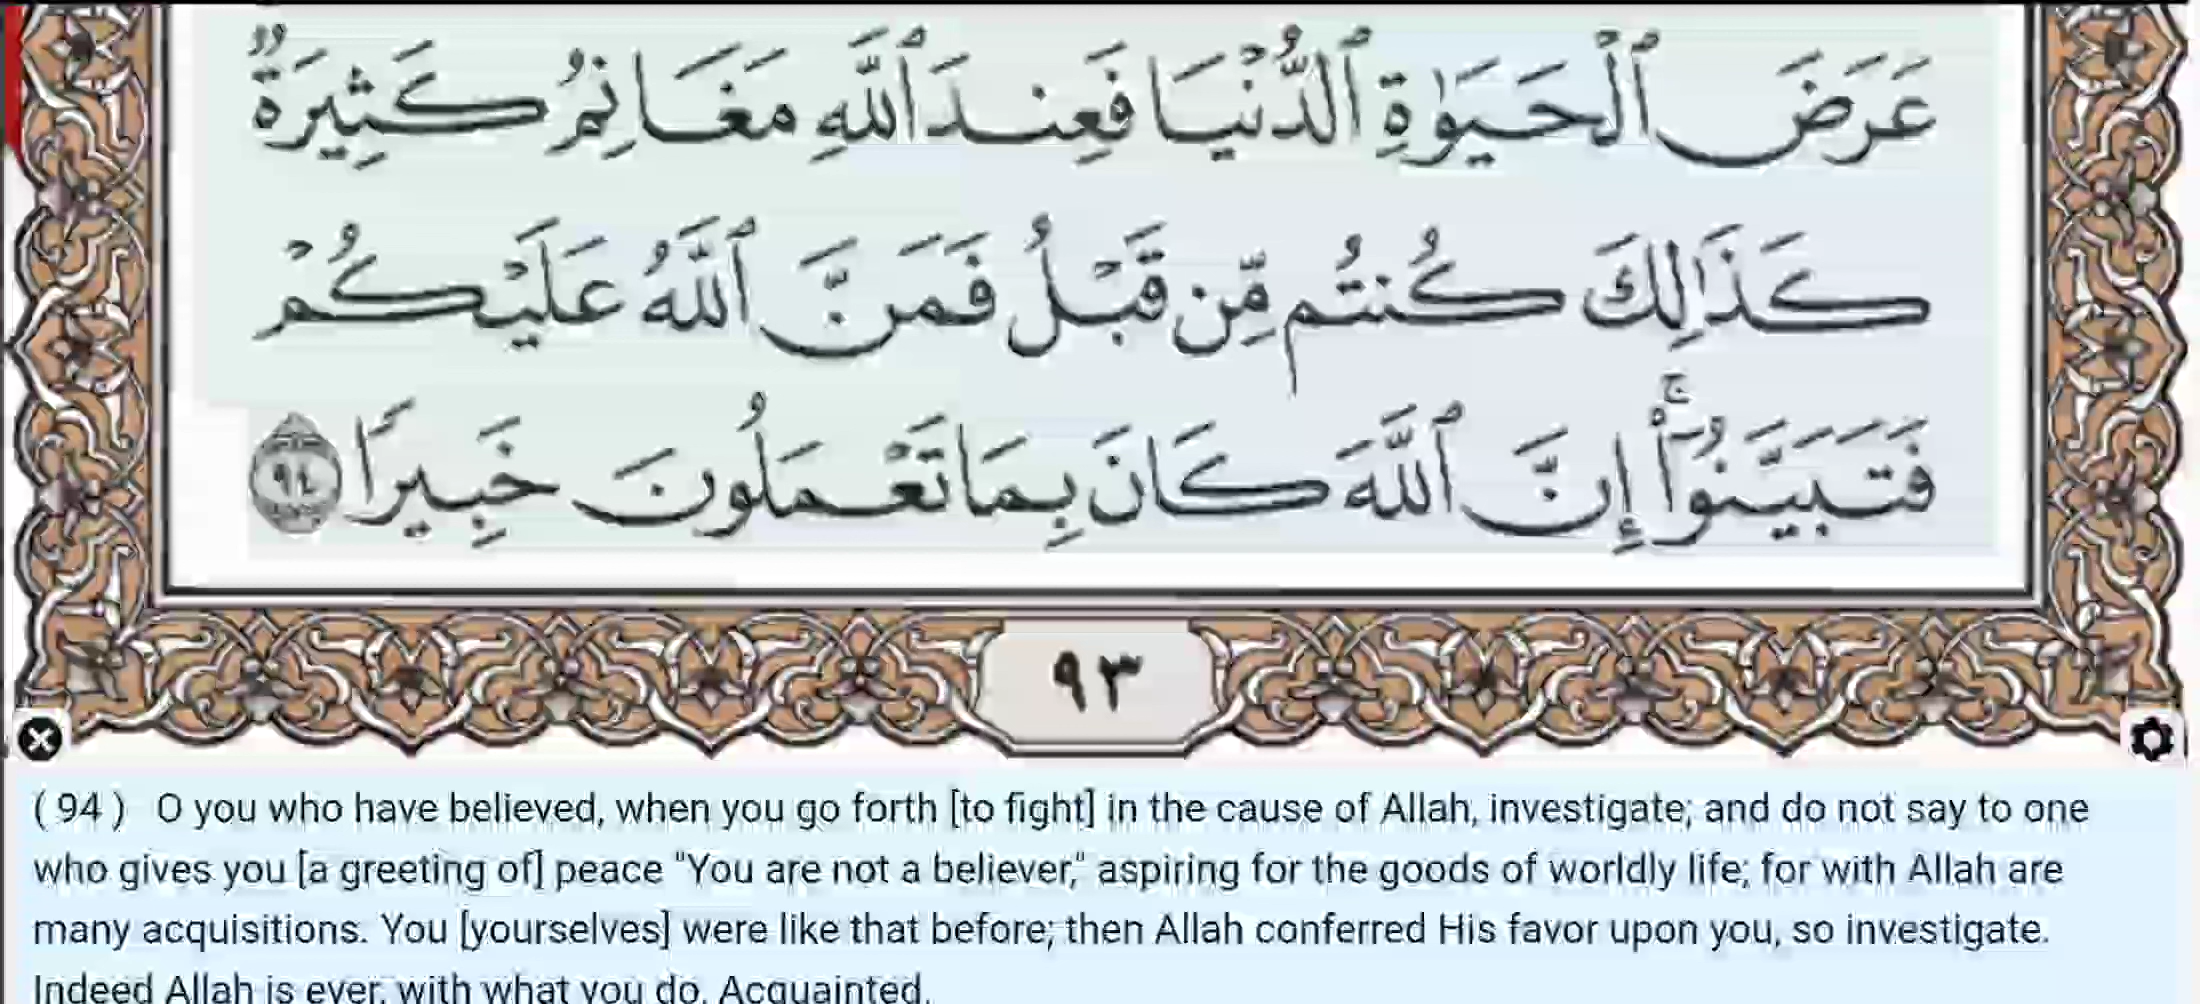 عَرَضَ ٱلْحَيَوٰةِ ٱلدُّنْيَا فَعِندَ ٱللَّهِ مَغَانِمُ كَثِيرَةٌ
كَذَٰلِكَ كُنتُم مِّن قَبْلُ فَمَنَّ ٱللَّهُ عَلَيْكُمْ
فَتَبَيَّنُوٓا۟ ۚ إِنَّ ٱللَّهَ كَانَ بِمَا تَعْمَلُونَ خَبِيرًا ٩٤
٩٣
( 94 ) O you who have believed, when you go forth [to fight] in the cause of Allah, investigate; and do not say to one
who gives you [a greeting of] peace "You are not a believer," aspiring for the goods of worldly life; for with Allah are
many acquisitions. You [yourselves] were like that before; then Allah conferred His favor upon you, so investigate.
Indeed Allah is ever, with what you do, Acquainted.